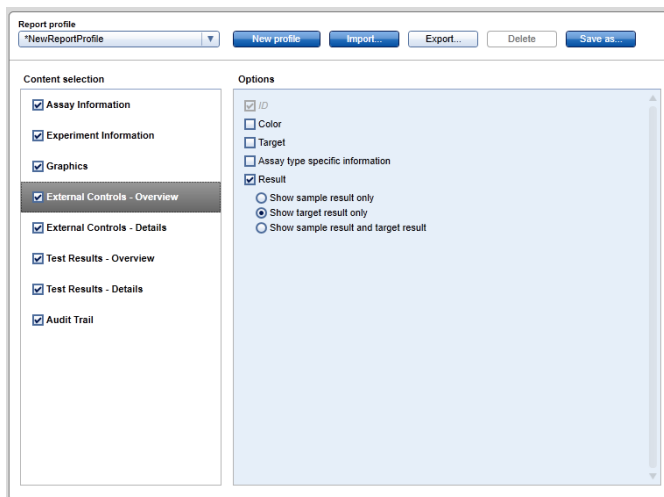 Report profile
*NewReportProfile
New profile
Import...
Export...
Delete
Save as...
Content selection
Options
Assay Information
Experiment Information
Graphics
External Controls - Overview
External Controls - Details
Test Results - Overview
Test Results - Details
Audit Trail
ID
Color
Target
Assay type specific information
Result
Show sample result only
Show target result only
Show sample result and target result